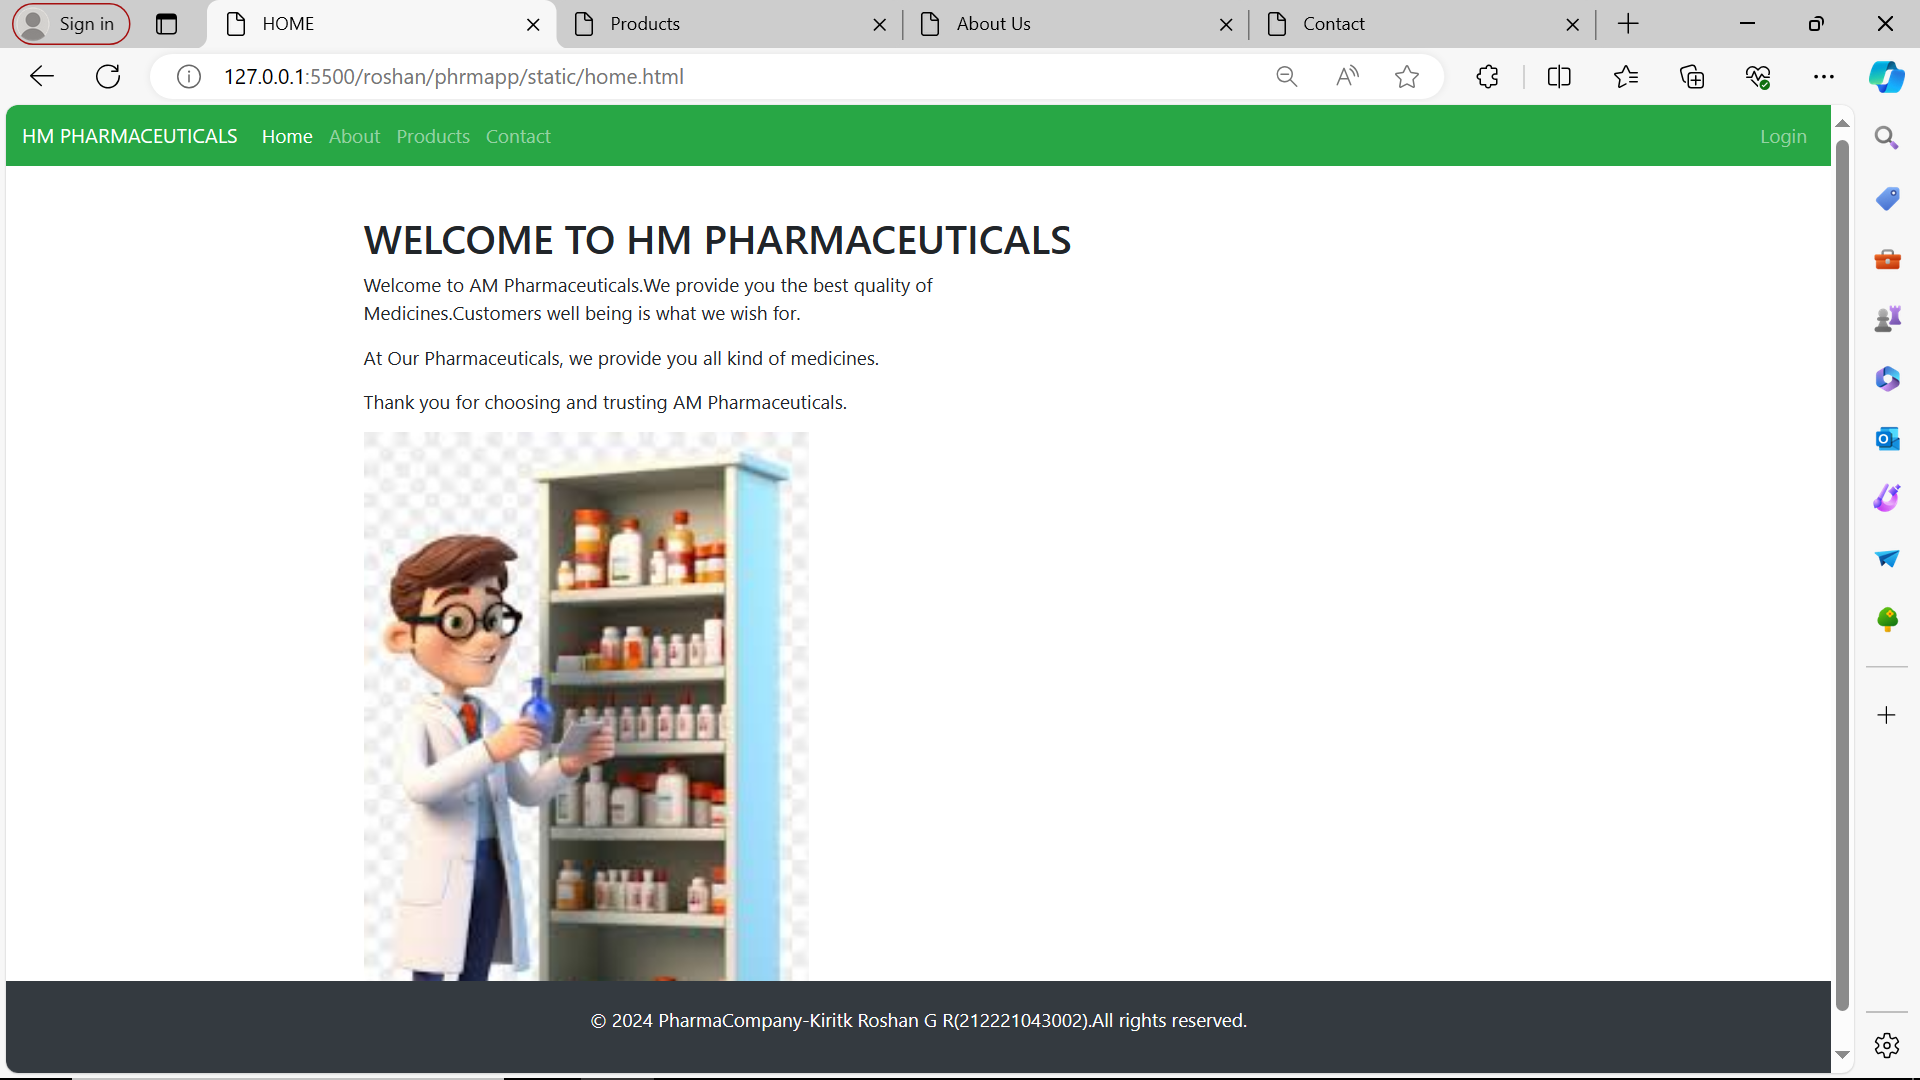 Sign in
HOME
Products
About Us
Contact
127.0.0.1:5500/roshan/phrmapp/static/home.html
HM PHARMACEUTICALS Home About Products Contact Login
WELCOME TO HM PHARMACEUTICALS
Welcome to AM Pharmaceuticals.We provide you the best quality of
Medicines.Customers well being is what we wish for.
At Our Pharmaceuticals, we provide you all kind of medicines.
Thank you for choosing and trusting AM Pharmaceuticals.
© 2024 PharmaCompany-Kiritk Roshan G R(212221043002).All rights reserved.